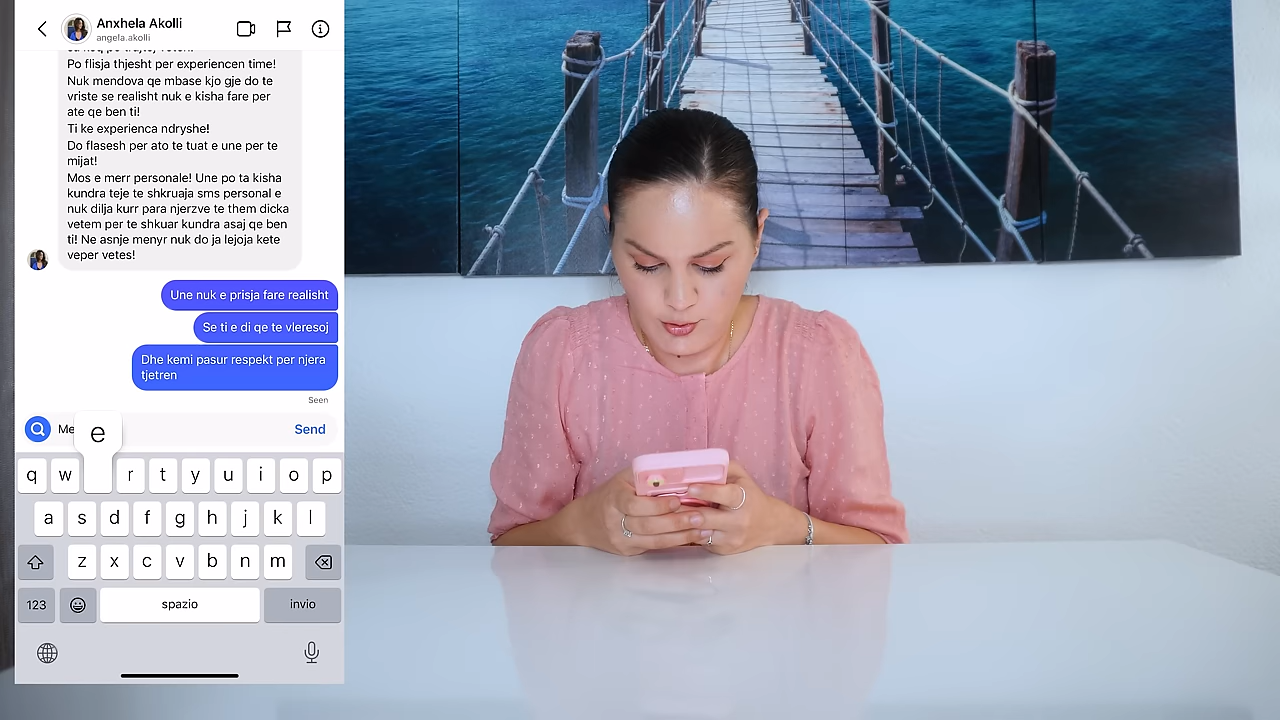 Anxhela Akolli
angela.akolli
Po flisja thjesht per experiencen time!
Nuk mendova qe mbase kjo gje do te
vriste se realisht nuk e kisha fare per
ate qe ben ti!
Ti ke experienca ndryshe!
Do flasesh per ato te tuat e une per te
mijat!
Mos e merr personale! Une po ta kisha
kundra teje te shkruaja sms personal e
nuk dilja kurr para njerzve te them dicka
vetem per te shkuar kundra asaj qe ben
ti! Ne asnje menyr nuk do ja lejoja kete
veper vetes!
Une nuk e prisja fare realisht
Se ti e di qe te vleresoj
Dhe kemi pasur respekt per njera
tjetren
Seen
Me
e
Send
q w r t y u i o p
a s d f g h j k l
z x c v b n m
123 spazio invio